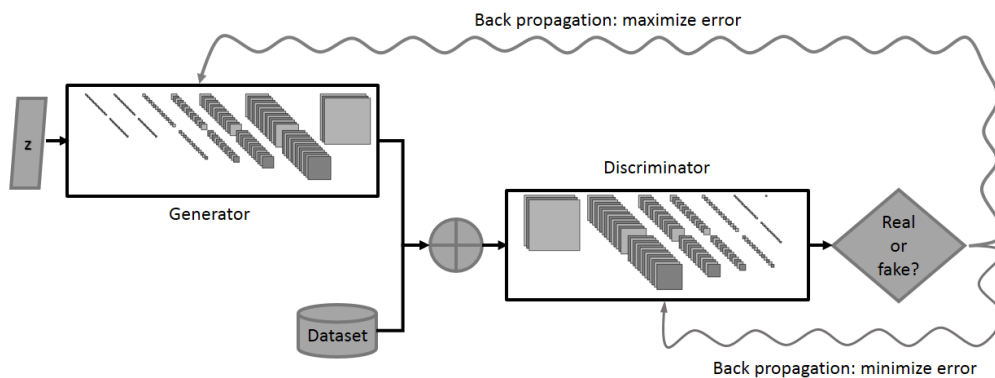 Back propagation: maximize error
z
Generator
Discriminator
Real
or
fake?
Dataset
Back propagation: minimize error